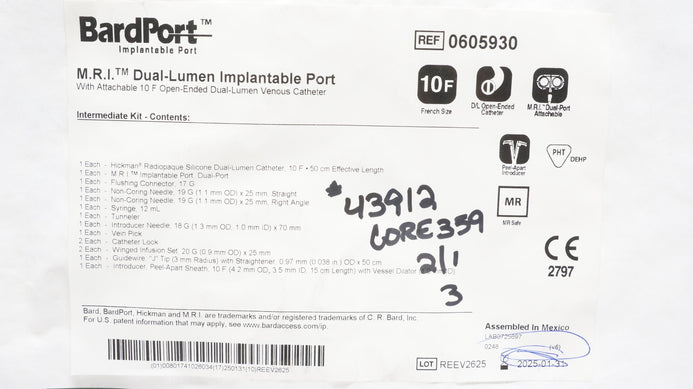 BardPort™
Implantable Port
REF 0605930
M.R.I.™ Dual-Lumen Implantable Port
With Attachable 10 F Open-Ended Dual-Lumen Venous Catheter
10F
French Size
D/L Open-Ended
Catheter
M.R.I.™ Dual-Port
Attachable
Intermediate Kit - Contents:
Peel-Apart
Introducer
PHT
DEHP
1 Each - Hickman® Radiopaque Silicone Dual-Lumen Catheter, 10 F • 50 cm Effective Length
1 Each - M.R.I.™ Implantable Port, Dual-Port
1 Each - Flushing Connector, 17 G
1 Each - Non-Coring Needle, 19 G (1.1 mm OD) x 25 mm, Straight
1 Each - Non-Coring Needle, 19 G (1.1 mm OD) x 25 mm, Right Angle
1 Each - Syringe, 12 mL
1 Each - Tunneler
1 Each - Introducer Needle, 18 G (1.3 mm OD, 1.0 mm ID) x 70 mm
1 Each - Vein Pick
2 Each - Catheter Lock
2 Each - Winged Infusion Set, 20 G (0.9 mm OD) x 25 mm
1 Each - Guidewire, "J" Tip (3 mm Radius) with Straightener, 0.97 mm (0.038 in.) OD x 50 cm
1 Each - Introducer, Peel-Apart Sheath, 10 F (4.2 mm OD, 3.5 mm ID, 15 cm Length) with Vessel Dilator
43912
CORE 359
2/1
3
MR
MR Safe
CE
2797
Bard, BardPort, Hickman and M.R.I. are trademarks and/or registered trademarks of C. R. Bard, Inc.
For U.S. patent information that may apply, see www.bardaccess.com/ip.
(01)00801741026034(17)250131(10)REEV2625
Assembled In Mexico
LAB0725697
0248 (v6)
LOT REEV2625
2025-01-31